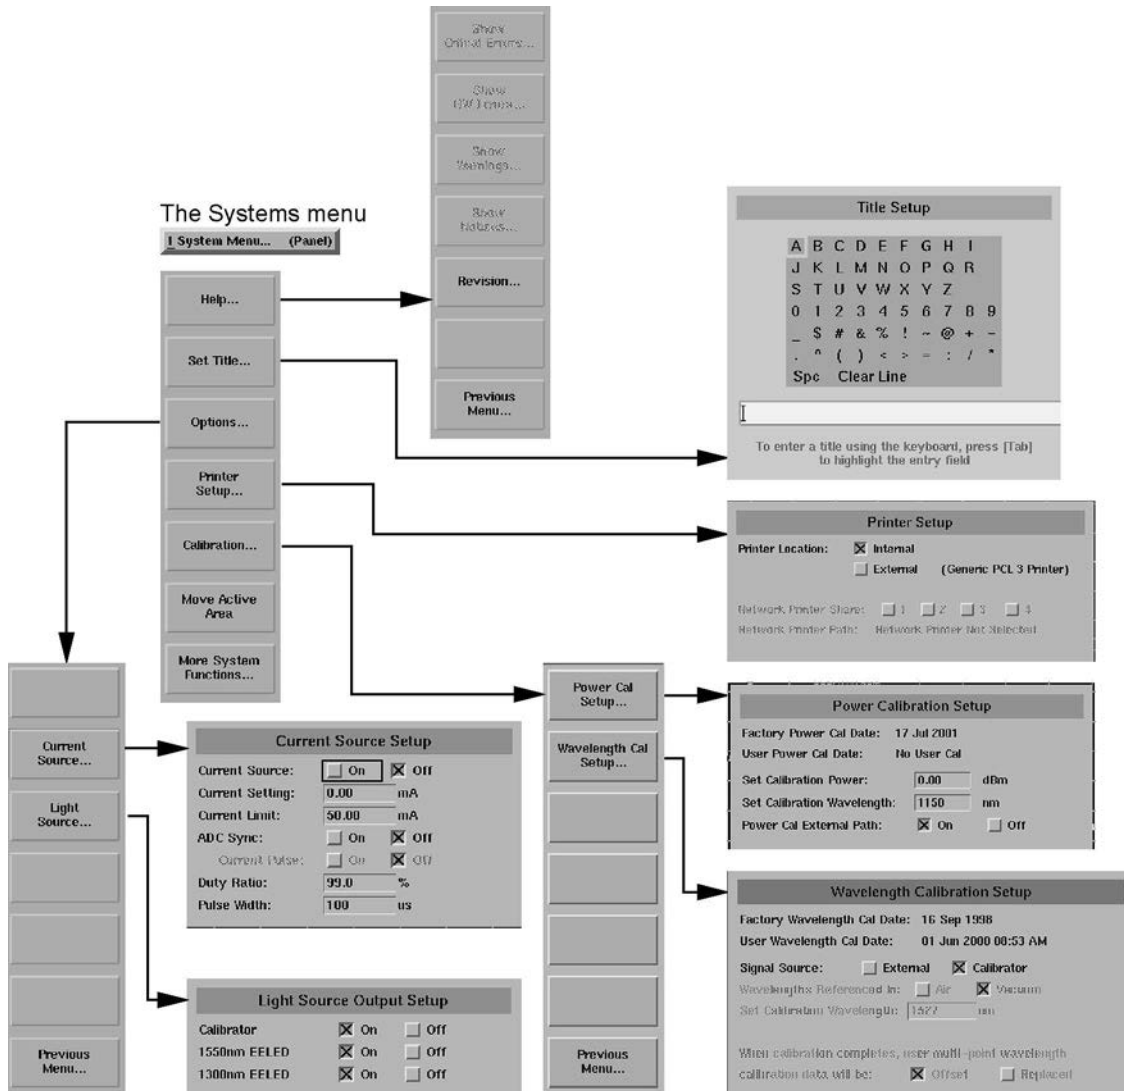 Show
Critical Errors...
Show
HW Errors...
Show
Warnings...
Show
Notices...
Revision...
Previous
Menu...
The Systems menu
I System Menu... (Panel)
Help...
Set Title...
Options...
Printer
Setup...
Calibration...
Move Active
Area
More System
Functions...
Title Setup
A B C D E F G H I
J K L M N O P Q R
S T U V W X Y Z
0 1 2 3 4 5 6 7 8 9
_ $ # & % ! ~ @ + -
. ^ ( ) < > = : / *
Spc Clear Line
To enter a title using the keyboard, press [Tab]
to highlight the entry field
Printer Setup
Printer Location: Internal
External (Generic PCL 3 Printer)
Network Printer Share: 1 2 3 4
Network Printer Path: Network Printer Not Selected
Current
Source...
Light
Source...
Previous
Menu...
Current Source Setup
Current Source: On Off
Current Setting: 0.00 mA
Current Limit: 50.00 mA
ADC Sync: On Off
Current Pulse: On Off
Duty Ratio: 99.0 %
Pulse Width: 100 us
Light Source Output Setup
Calibrator On Off
1550nm EELED On Off
1300nm EELED On Off
Power Cal
Setup...
Wavelength Cal
Setup...
Previous
Menu...
Power Calibration Setup
Factory Power Cal Date: 17 Jul 2001
User Power Cal Date: No User Cal
Set Calibration Power: 0.00 dBm
Set Calibration Wavelength: 1150 nm
Power Cal External Path: On Off
Wavelength Calibration Setup
Factory Wavelength Cal Date: 16 Sep 1998
User Wavelength Cal Date: 01 Jun 2000 08:53 AM
Signal Source: External Calibrator
Wavelengths Referenced In: Air Vacuum
Set Calibration Wavelength: 1527 nm
When calibration completes, user multi-point wavelength
calibration data will be: Offset Replaced